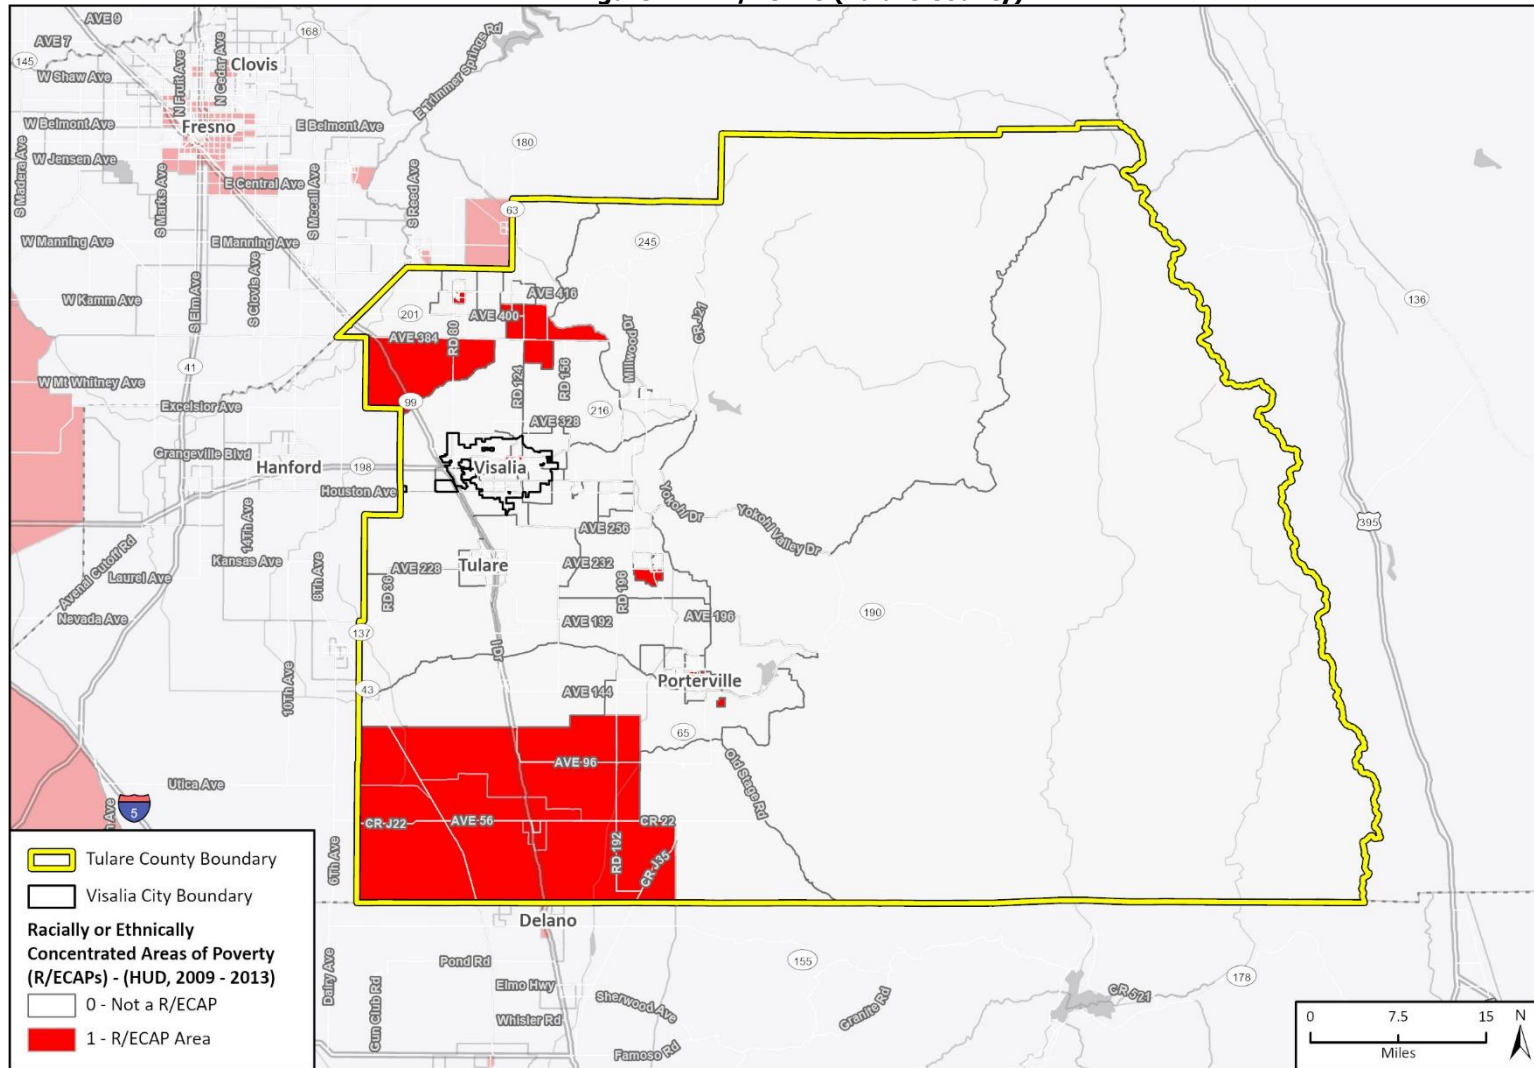 (Tulare County)
AVE 9
AVE 7
145
W Shaw Ave
N Fruit Ave
N Cedar Ave
Clovis
168
E Trimmer Springs Rd
W Belmont Ave
Fresno
E Belmont Ave
180
W Jensen Ave
S Madera Ave
E Central Ave
S Marks Ave
S Mccall Ave
S Reed Ave
63
W Manning Ave
E Manning Ave
245
W Kamm Ave
S Elm Ave
S Clovis Ave
201
AVE 416
AVE 400
AVE 384
RD 80
CR-J21
Millwood Dr
136
41
W Mt Whitney Ave
Excelsior Ave
99
RD 124
RD 156
216
AVE 328
Grangeville Blvd
Hanford
198
Visalia
Houston Ave
14Th Ave
Yokohl Dr
Yokohl Valley Dr
395
Avenal Cutoff Rd
Kansas Ave
8Th Ave
AVE 256
Laurel Ave
AVE 228
Tulare
AVE 232
RD 36
RD 196
Nevada Ave
AVE 192
AVE 196
190
137
I Dr
10Th Ave
43
AVE 144
Porterville
65
Old Stage Rd
AVE 96
Utica Ave
5
CR-J22
AVE 56
CR 22
RD 192
CR-J35
6Th Ave
Delano
155
178
Pond Rd
Dairy Ave
Gun Club Rd
Elmo Hwy
Sherwood Ave
Whisler Rd
Famoso Rd
Granite Rd
CR 521
Tulare County Boundary
Visalia City Boundary
Racially or Ethnically
Concentrated Areas of Poverty
(R/ECAPs) - (HUD, 2009 - 2013)
0 - Not a R/ECAP
1 - R/ECAP Area
0 7.5 15
Miles
N